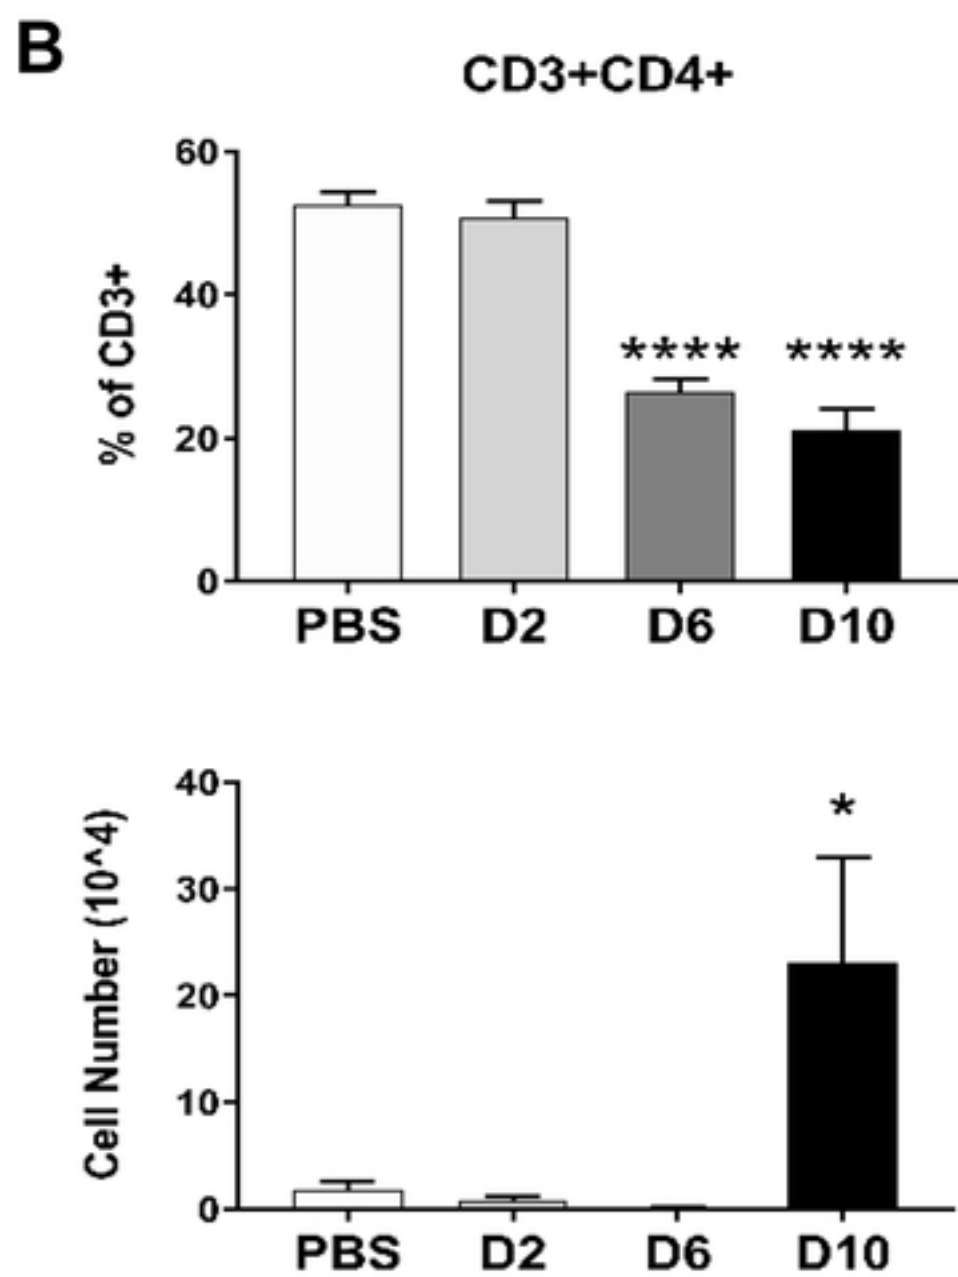 B
CD3+CD4+
% of CD3+
60
40
20
0
**** ****
PBS D2 D6 D10
Cell Number (10^4)
40
30
20
10
0
*
PBS D2 D6 D10